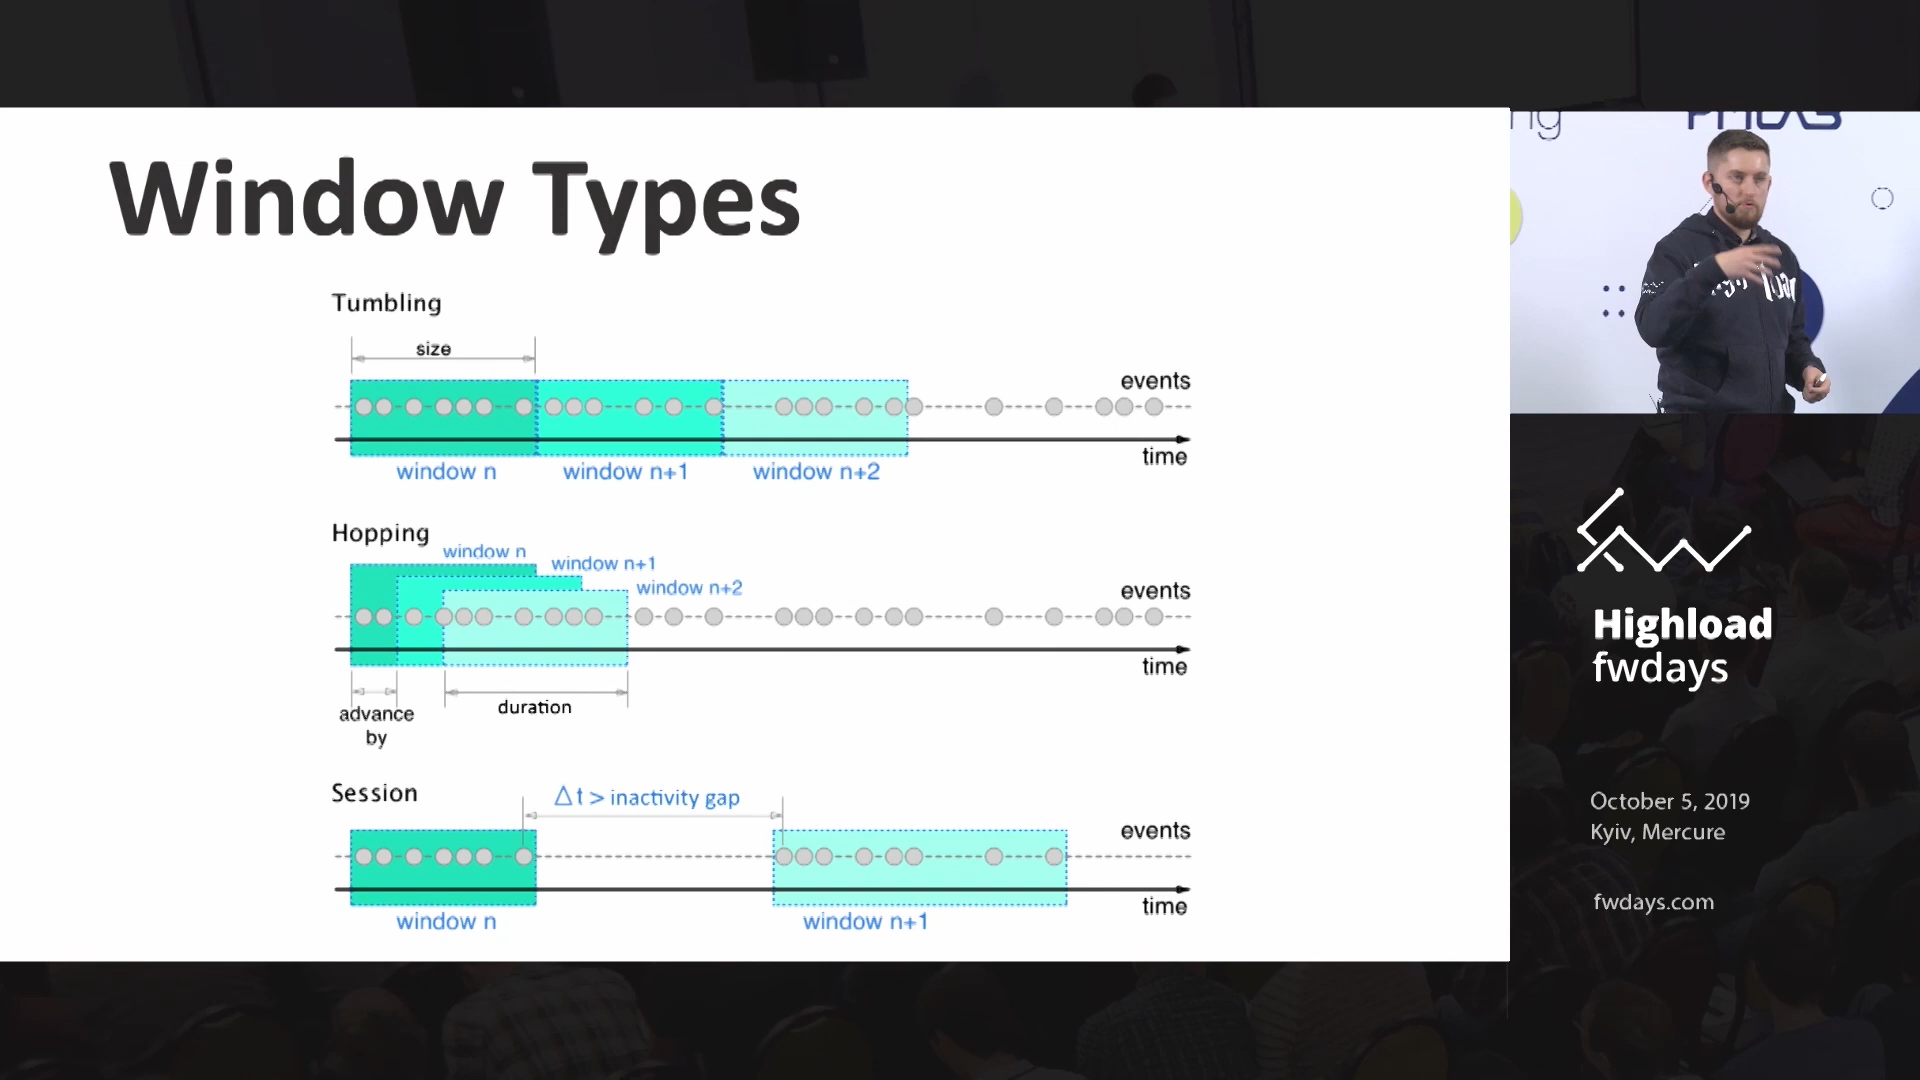 Window Types
Tumbling
size
events
time
window n
window n+1
window n+2
Hopping
window n
window n+1
window n+2
events
time
advance
by
duration
Session
Δt > inactivity gap
events
time
window n
window n+1
ng
Highload
fwdays
October 5, 2019
Kyiv, Mercure
fwdays.com